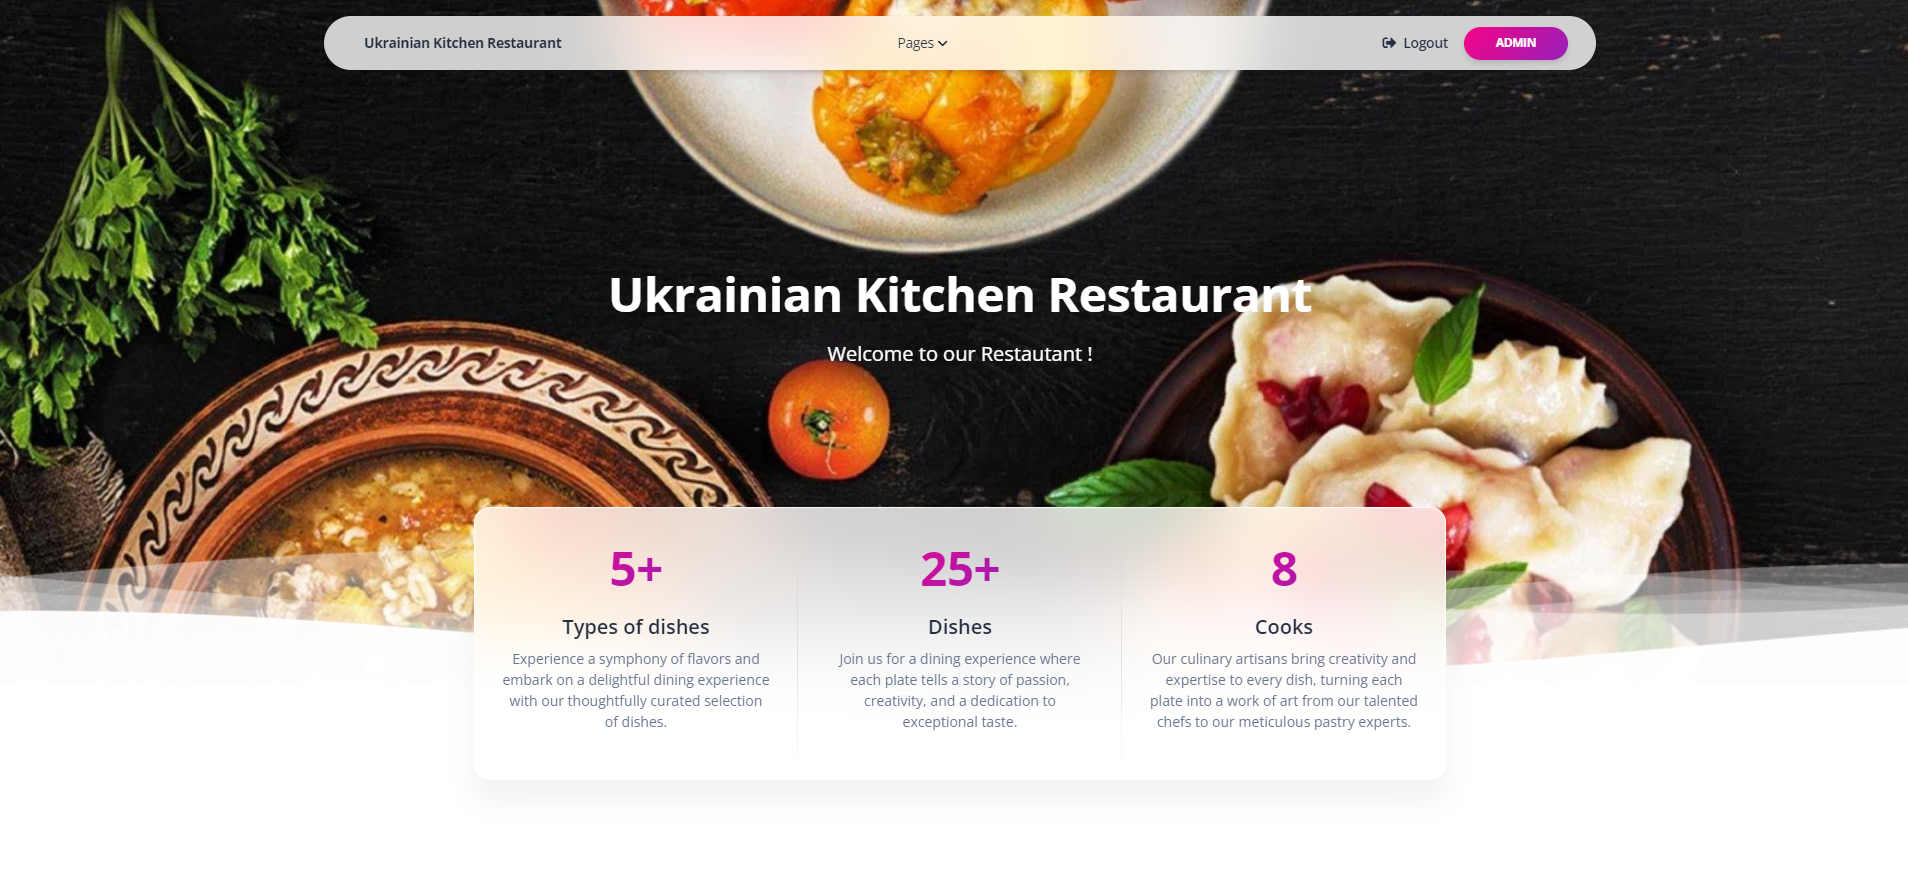 Ukrainian Kitchen Restaurant
Pages
Logout
ADMIN
Ukrainian Kitchen Restaurant
Welcome to our Restautant !
5+
Types of dishes
Experience a symphony of flavors and
embark on a delightful dining experience
with our thoughtfully curated selection
of dishes.
25+
Dishes
Join us for a dining experience where
each plate tells a story of passion,
creativity, and a dedication to
exceptional taste.
8
Cooks
Our culinary artisans bring creativity and
expertise to every dish, turning each
plate into a work of art from our talented
chefs to our meticulous pastry experts.